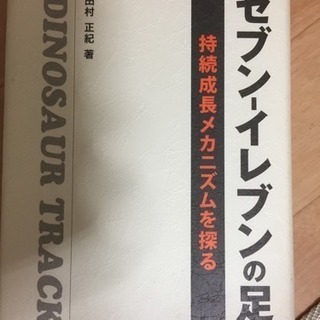 セブン-イレブンの足
持続成長メカニズムを探る
田村 正紀 著
DINOSAUR TRACK